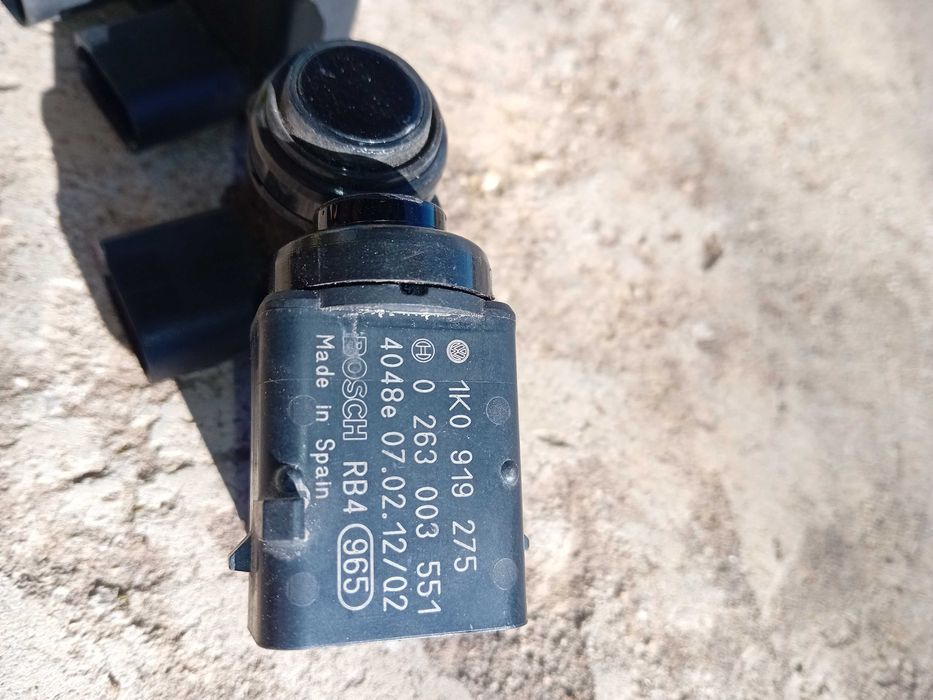 1K0 919 275
0 263 003 551
4048e 07.02.12/02
BOSCH RB4 965
Made in Spain